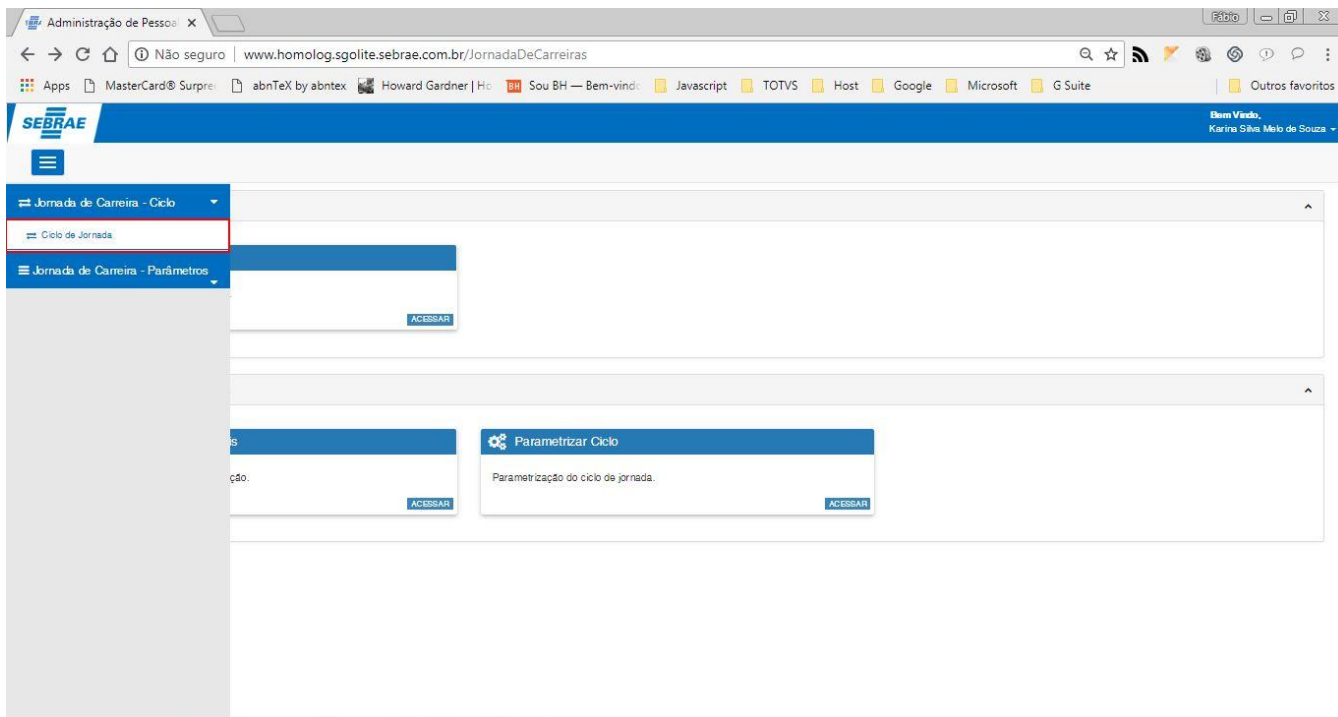 Administração de Pessoal
Fábio
Não seguro | www.homolog.sgolite.sebrae.com.br/JornadaDeCarreiras
Apps MasterCard® Surpre abnTeX by abntex Howard Gardner | Ho Sou BH — Bem-vindo Javascript TOTVS Host Google Microsoft G Suite Outros favoritos
SEBRAE
Bem Vindo,
Karina Silva Melo de Souza
Jornada de Carreira - Ciclo
Ciclo de Jornada
Jornada de Carreira - Parâmetros
ACESSAR
is
ção.
ACESSAR
Parametrizar Ciclo
Parametrização do ciclo de jornada.
ACESSAR